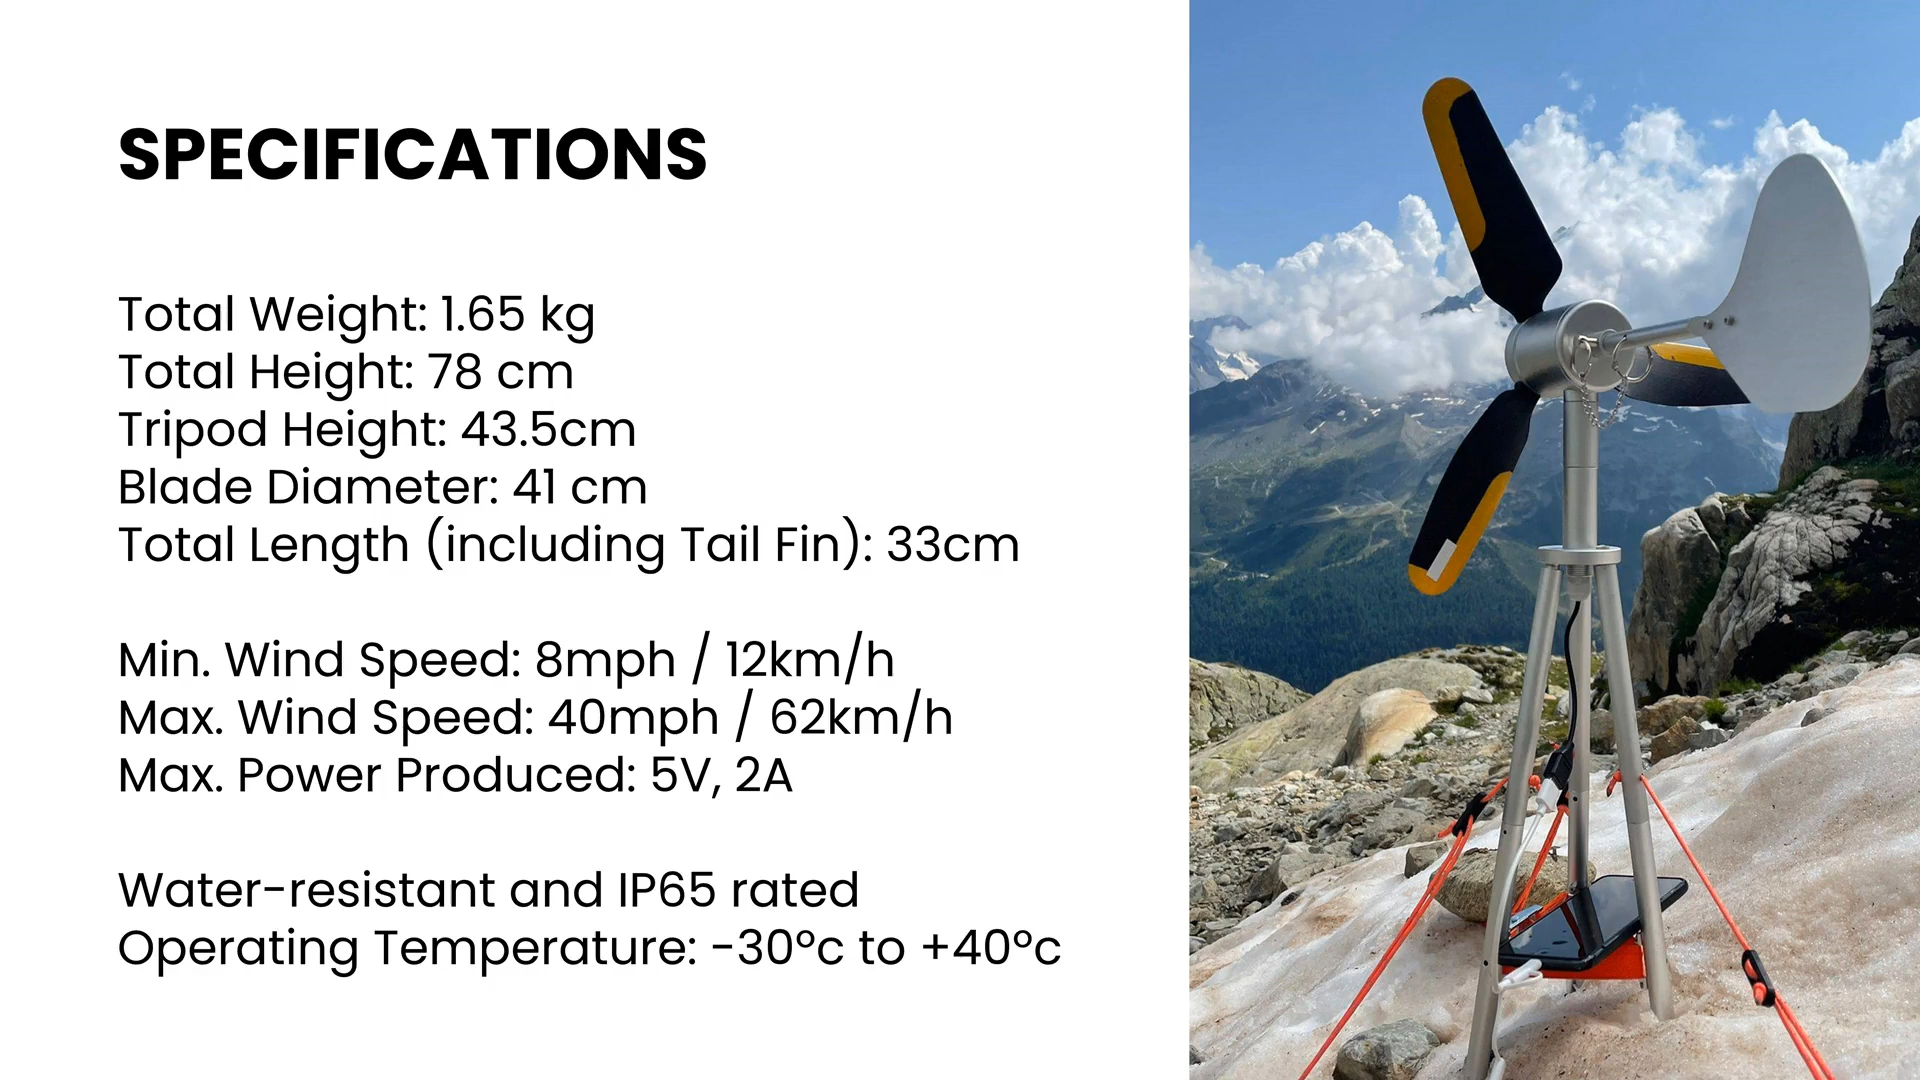 SPECIFICATIONS
Total Weight: 1.65 kg
Total Height: 78 cm
Tripod Height: 43.5cm
Blade Diameter: 41 cm
Total Length (including Tail Fin): 33cm
Min. Wind Speed: 8mph / 12km/h
Max. Wind Speed: 40mph / 62km/h
Max. Power Produced: 5V, 2A
Water-resistant and IP65 rated
Operating Temperature: -30°c to +40°c